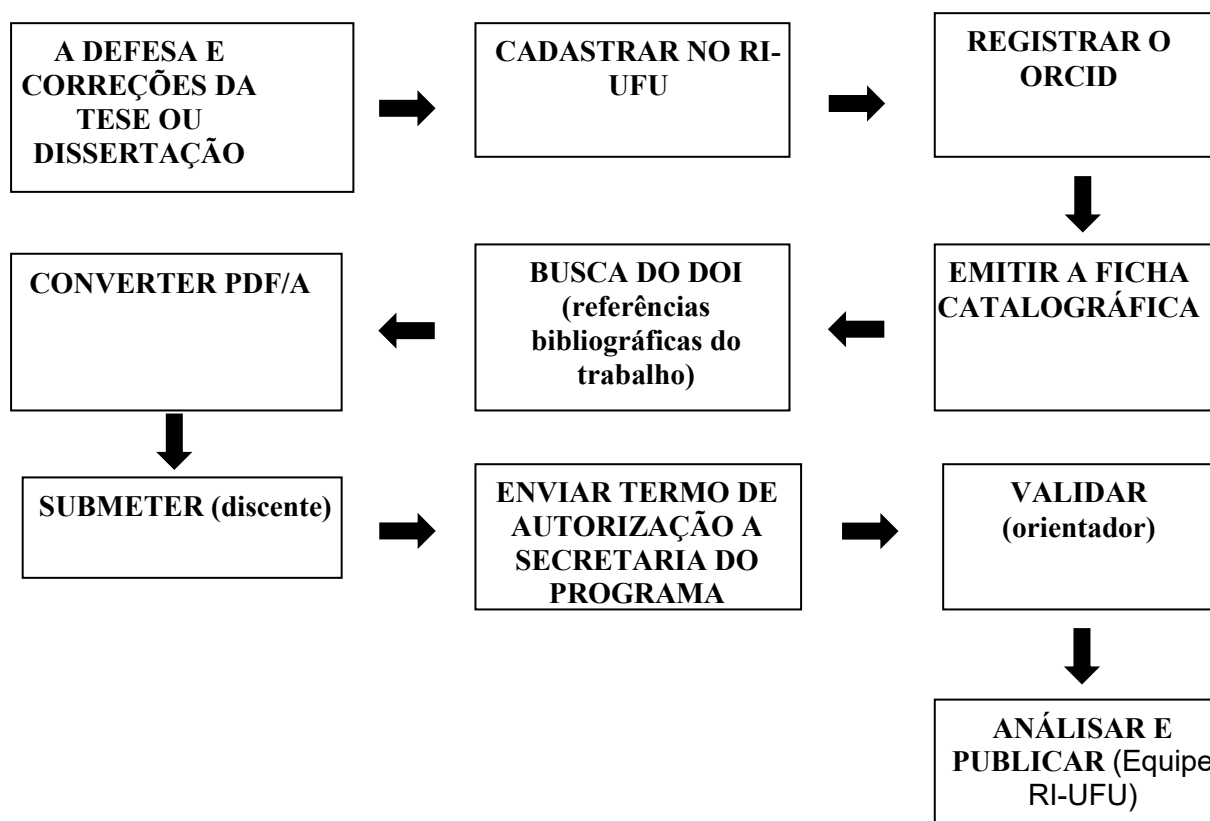 A DEFESA E
CORREÇÕES DA
TESE OU
DISSERTAÇÃO
CADASTRAR NO RI-
UFU
REGISTRAR O
ORCID
EMITIR A FICHA
CATALOGRÁFICA
BUSCA DO DOI
(referências
bibliográficas do
trabalho)
CONVERTER PDF/A
SUBMETER (discente)
ENVIAR TERMO DE
AUTORIZAÇÃO A
SECRETARIA DO
PROGRAMA
VALIDAR
(orientador)
ANÁLISAR E
PUBLICAR (Equipe
RI-UFU)